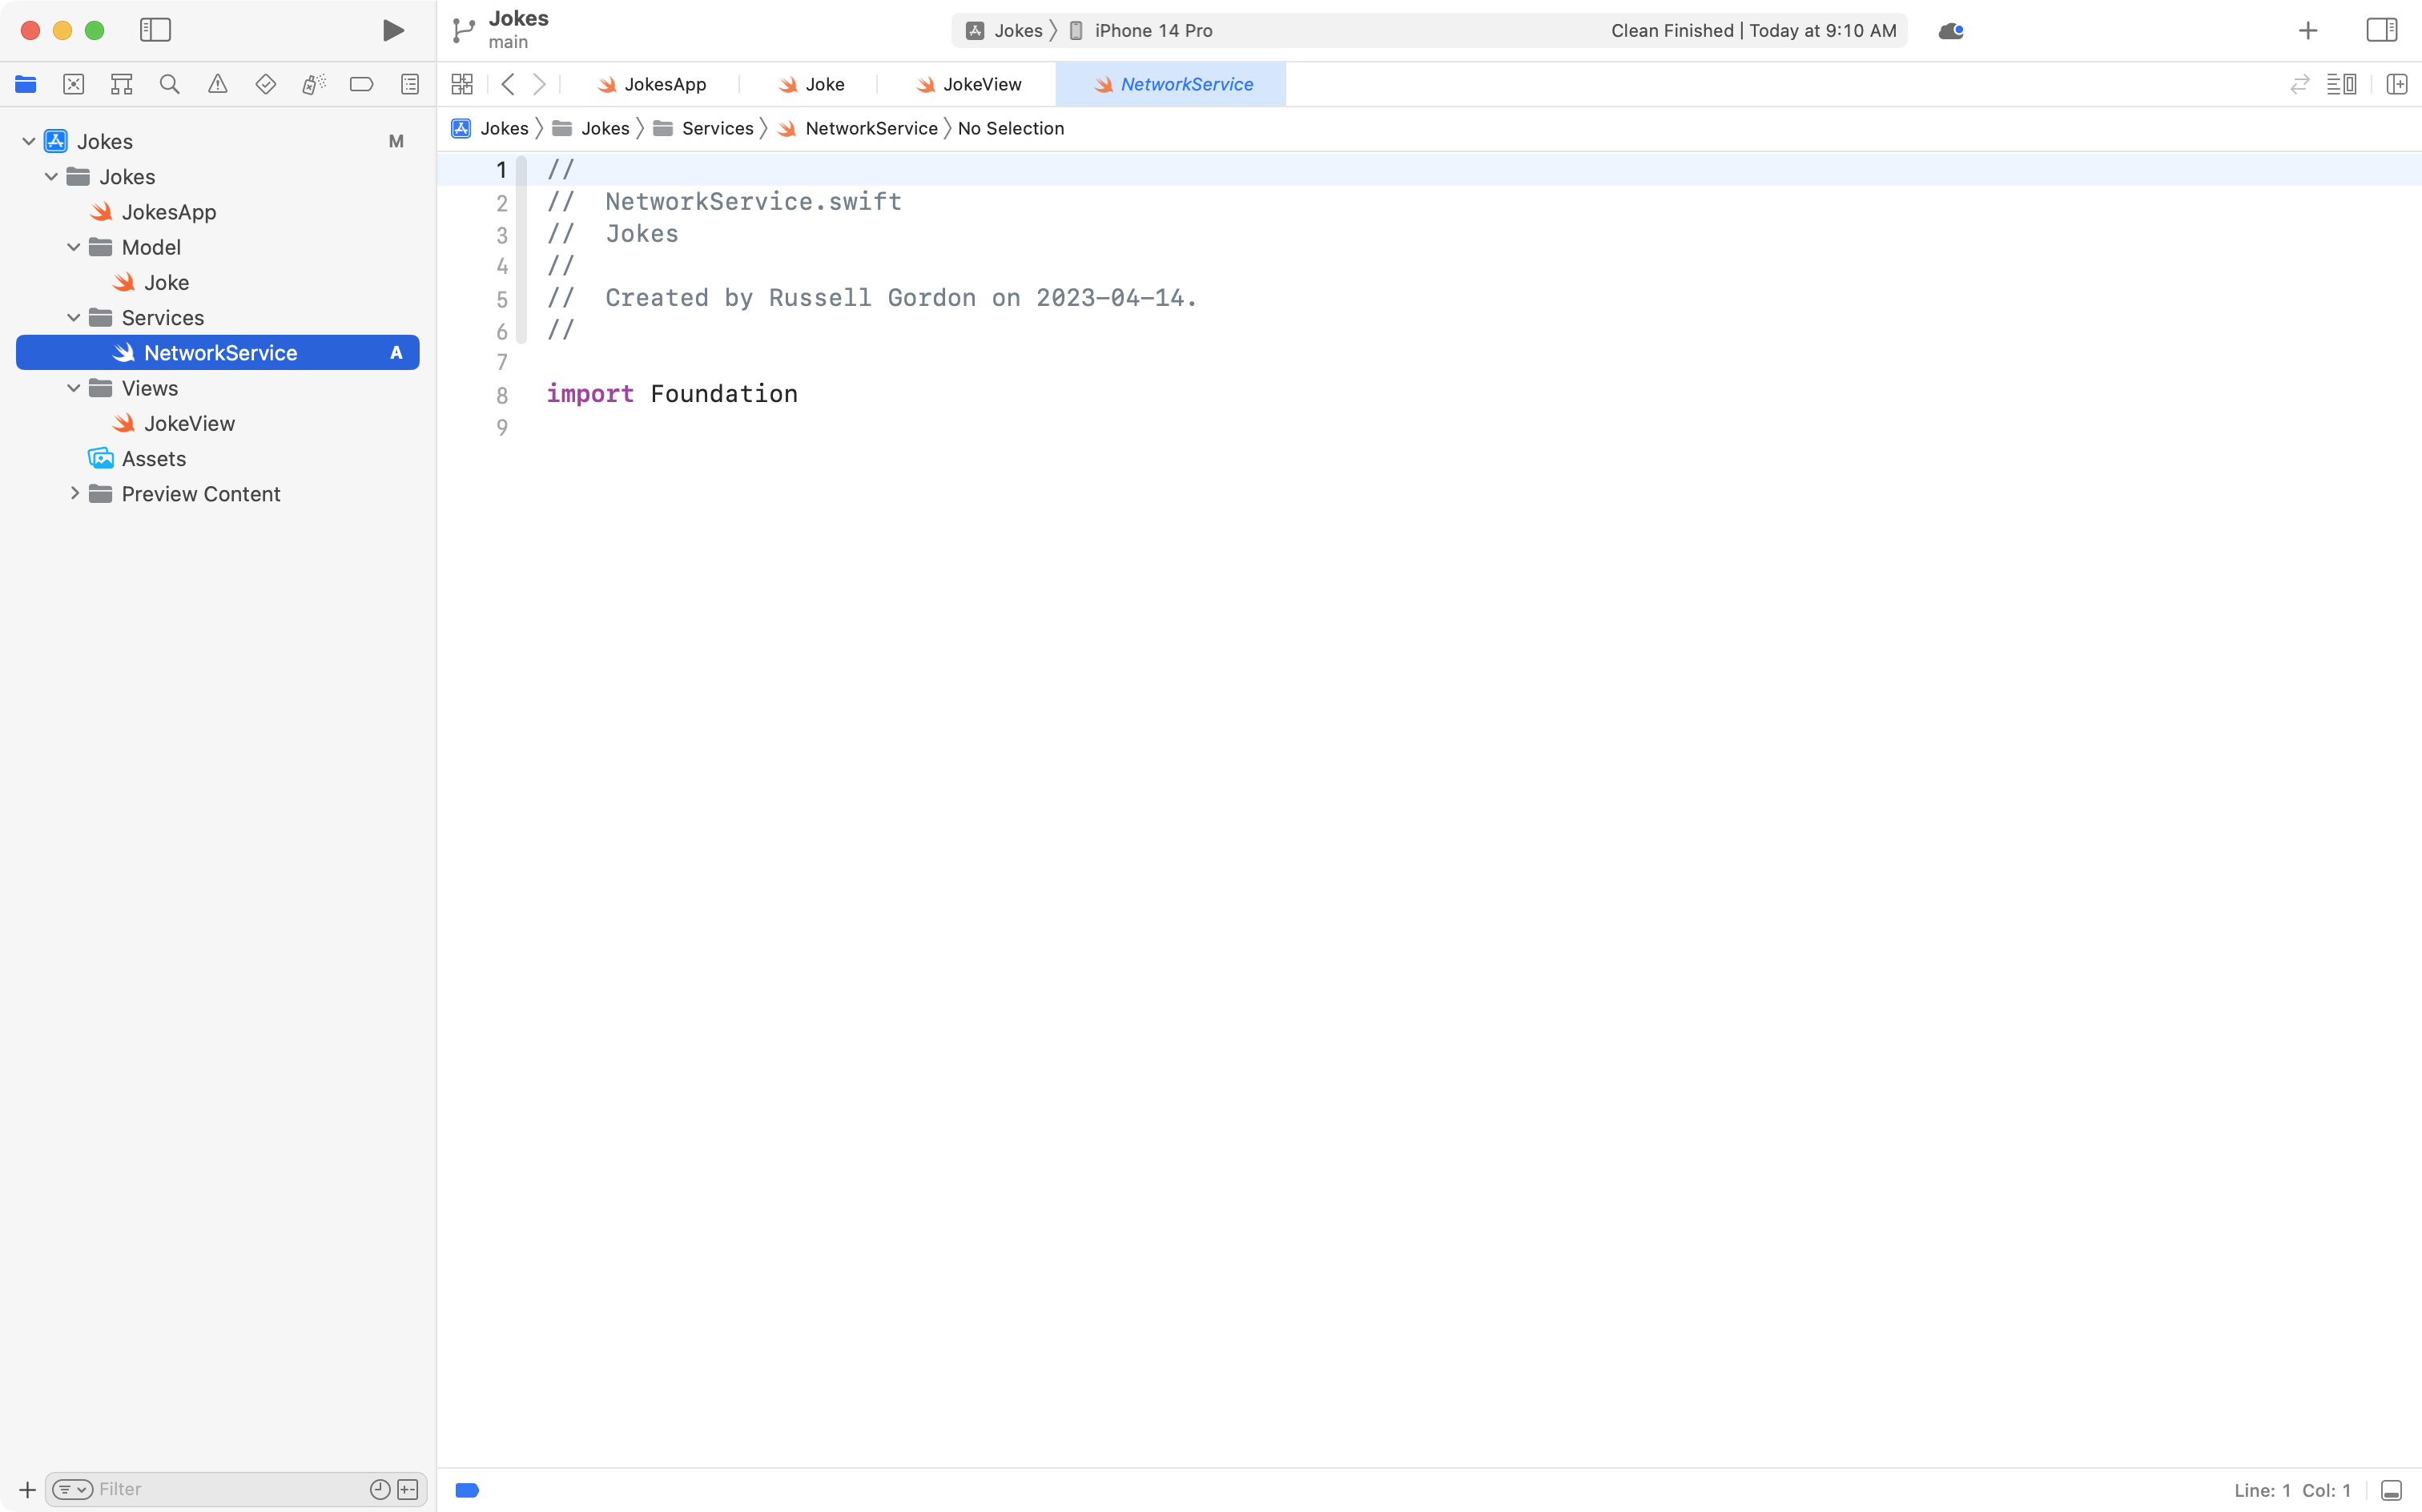 Jokes
main
Jokes
iPhone 14 Pro
Clean Finished | Today at 9:10 AM
JokesApp
Joke
JokeView
NetworkService
Jokes
Jokes
Services
NetworkService
No Selection
Jokes
M
Jokes
JokesApp
Model
Joke
Services
NetworkService
A
Views
JokeView
Assets
Preview Content
1 //
2 //  NetworkService.swift
3 //  Jokes
4 //
5 //  Created by Russell Gordon on 2023-04-14.
6 //
7
8 import Foundation
9
Filter
Line: 1  Col: 1